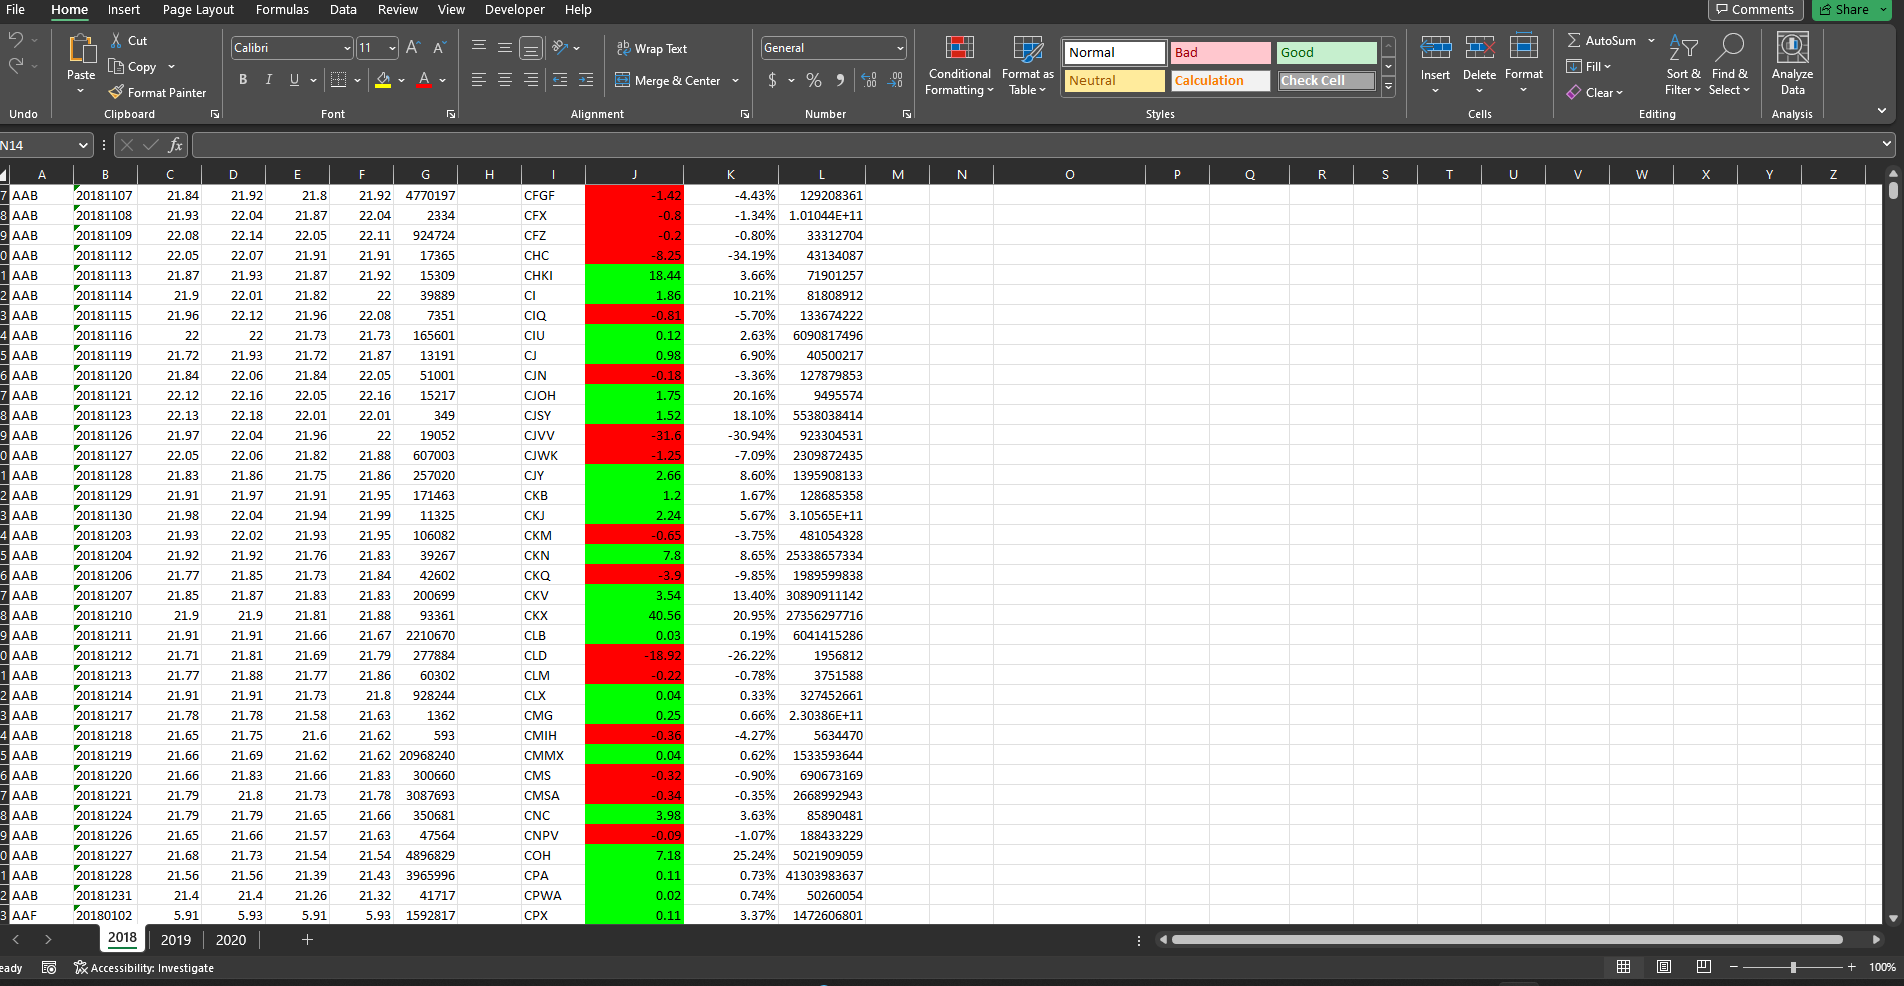 File Home Insert Page Layout Formulas Data Review View Developer Help Comments Share
Paste Cut Copy Format Painter Calibri 11 B I U A Wrap Text Merge & Center General $ % Conditional Formatting Format as Table Normal Bad Good Neutral Calculation Check Cell Insert Delete Format AutoSum Fill Clear Sort & Filter Find & Select Analyze Data
Undo Clipboard Font Alignment Number Styles Cells Editing Analysis
N14 fx
A B C D E F G H I J K L M N O P Q R S T U V W X Y Z
7 AAB 20181107 21.84 21.92 21.8 21.92 4770197 CFGF -1.42 -4.43% 129208361
8 AAB 20181108 21.93 22.04 21.87 22.04 2334 CFX -0.8 -1.34% 1.01044E+11
9 AAB 20181109 22.08 22.14 22.05 22.11 924724 CFZ -0.2 -0.80% 33312704
0 AAB 20181112 22.05 22.07 21.91 21.91 17365 CHC -8.25 -34.19% 43134087
1 AAB 20181113 21.87 21.93 21.87 21.92 15309 CHKI 18.44 3.66% 71901257
2 AAB 20181114 21.9 22.01 21.82 22 39889 CI 1.86 10.21% 81808912
3 AAB 20181115 21.96 22.12 21.96 22.08 7351 CIQ -0.81 -5.70% 133674222
4 AAB 20181116 22 22 21.73 21.73 165601 CIU 0.12 2.63% 6090817496
5 AAB 20181119 21.72 21.93 21.72 21.87 13191 CJ 0.98 6.90% 40500217
6 AAB 20181120 21.84 22.06 21.84 22.05 51001 CJN -0.18 -3.36% 127879853
7 AAB 20181121 22.12 22.16 22.05 22.16 15217 CJOH 1.75 20.16% 9495574
8 AAB 20181123 22.13 22.18 22.01 22.01 349 CJSY 1.52 18.10% 5538038414
9 AAB 20181126 21.97 22.04 21.96 22 19052 CJVV -31.6 -30.94% 923304531
0 AAB 20181127 22.05 22.06 21.82 21.88 607003 CJWK -1.25 -7.09% 2309872435
1 AAB 20181128 21.83 21.86 21.75 21.86 257020 CJY 2.66 8.60% 1395908133
2 AAB 20181129 21.91 21.97 21.91 21.95 171463 CKB 1.2 1.67% 128685358
3 AAB 20181130 21.98 22.04 21.94 21.99 11325 CKJ 2.24 5.67% 3.10565E+11
4 AAB 20181203 21.93 22.02 21.93 21.95 106082 CKM -0.65 -3.75% 481054328
5 AAB 20181204 21.92 21.92 21.76 21.83 39267 CKN 7.8 8.65% 25338657334
6 AAB 20181206 21.77 21.85 21.73 21.84 42602 CKQ -3.9 -9.85% 1989599838
7 AAB 20181207 21.85 21.87 21.83 21.83 200699 CKV 3.54 13.40% 30890911142
8 AAB 20181210 21.9 21.9 21.81 21.88 93361 CKX 40.56 20.95% 27356297716
9 AAB 20181211 21.91 21.91 21.66 21.67 2210670 CLB 0.03 0.19% 6041415286
0 AAB 20181212 21.71 21.81 21.69 21.79 277884 CLD -18.92 -26.22% 1956812
1 AAB 20181213 21.77 21.88 21.77 21.86 60302 CLM -0.22 -0.78% 3751588
2 AAB 20181214 21.91 21.91 21.73 21.8 928244 CLX 0.04 0.33% 327452661
3 AAB 20181217 21.78 21.78 21.58 21.63 1362 CMG 0.25 0.66% 2.30386E+11
4 AAB 20181218 21.65 21.75 21.6 21.62 593 CMIH -0.36 -4.27% 5634470
5 AAB 20181219 21.66 21.69 21.62 21.62 20968240 CMMX 0.04 0.62% 1533593644
6 AAB 20181220 21.66 21.83 21.66 21.83 300660 CMS -0.32 -0.90% 690673169
7 AAB 20181221 21.79 21.8 21.73 21.78 3087693 CMSA -0.34 -0.35% 2668992943
8 AAB 20181224 21.79 21.79 21.65 21.66 350681 CNC 3.98 3.63% 85890481
9 AAB 20181226 21.65 21.66 21.57 21.63 47564 CNPV -0.09 -1.07% 188433229
0 AAB 20181227 21.68 21.73 21.54 21.54 4896829 COH 7.18 25.24% 5021909059
1 AAB 20181228 21.56 21.56 21.39 21.43 3965996 CPA 0.11 0.73% 41303983637
2 AAB 20181231 21.4 21.4 21.26 21.32 41717 CPWA 0.02 0.74% 50260054
3 AAF 20180102 5.91 5.93 5.91 5.93 1592817 CPX 0.11 3.37% 1472606801
2018 2019 2020
eady Accessibility: Investigate 100%